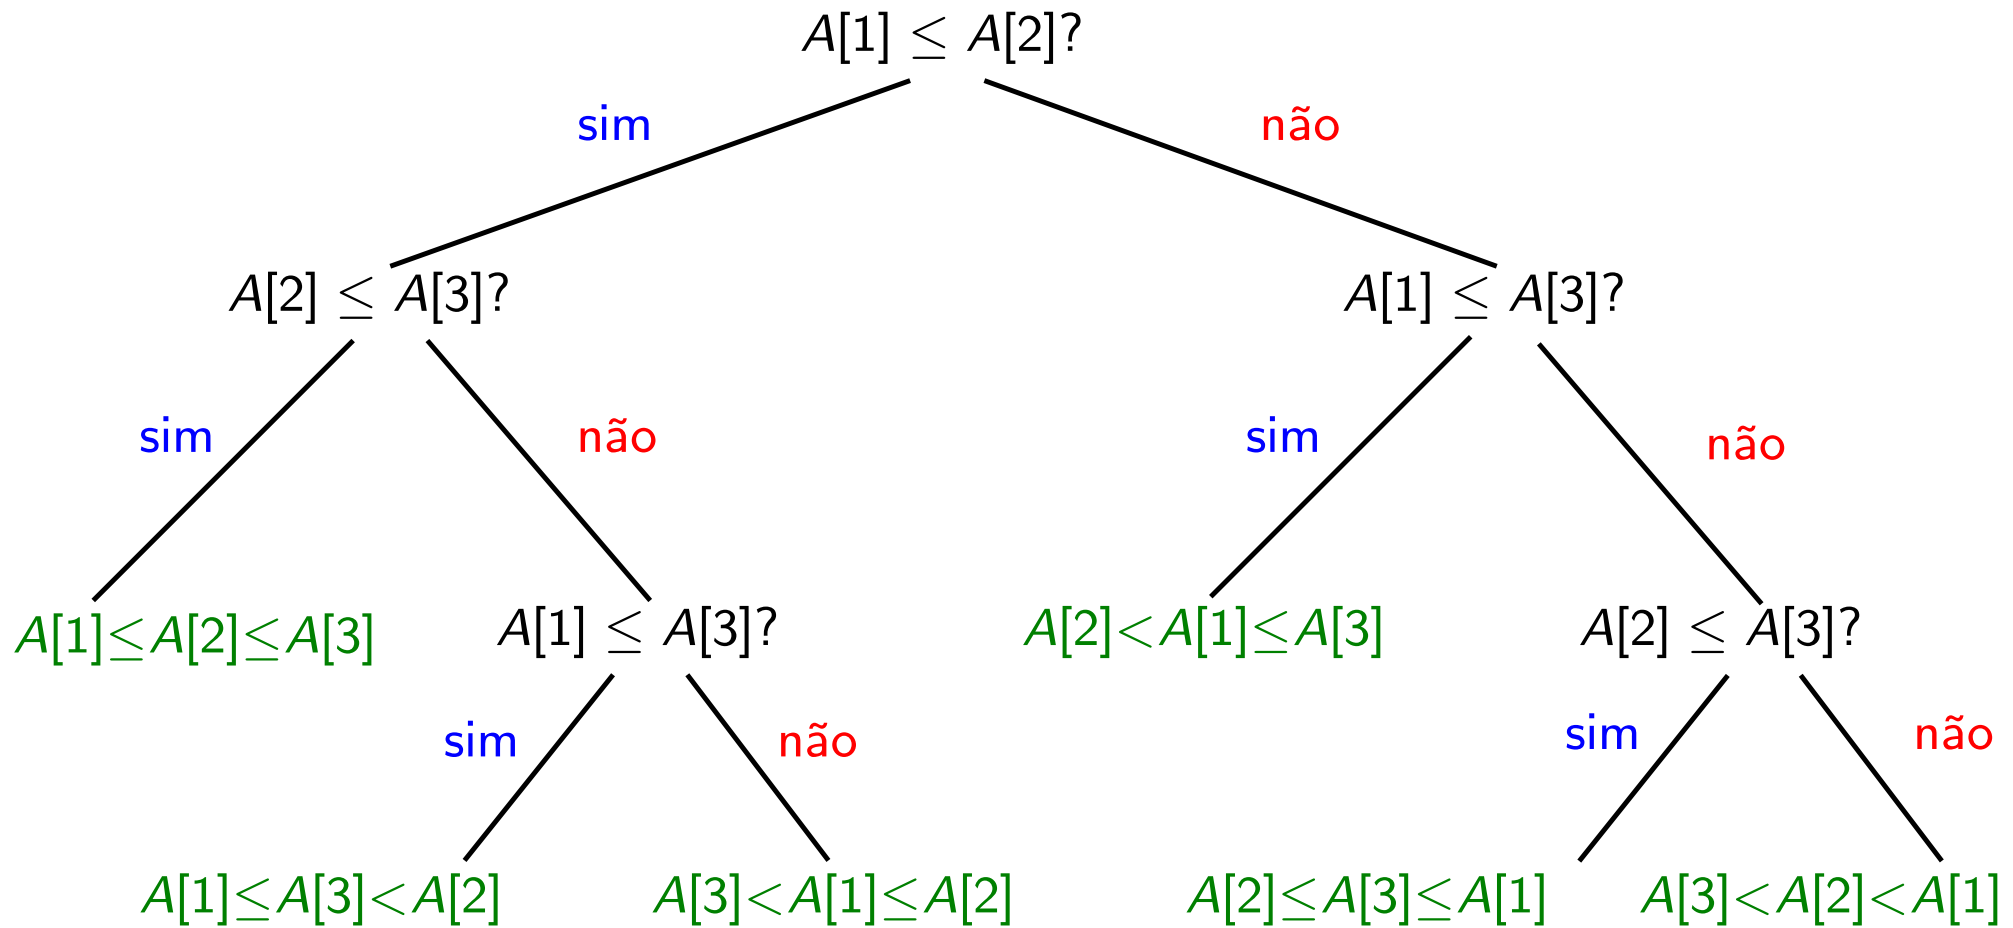 A[1] ≤ A[2]?
sim não
A[2] ≤ A[3]? A[1] ≤ A[3]?
sim não sim não
A[1]≤A[2]≤A[3] A[1] ≤ A[3]? A[2]<A[1]≤A[3] A[2] ≤ A[3]?
sim não sim não
A[1]≤A[3]<A[2] A[3]<A[1]≤A[2] A[2]≤A[3]≤A[1] A[3]<A[2]<A[1]